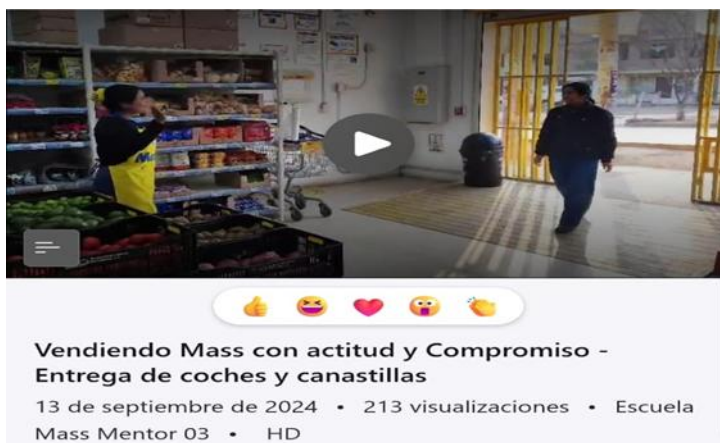 Vendiendo Mass con actitud y Compromiso -
Entrega de coches y canastillas
13 de septiembre de 2024 • 213 visualizaciones • Escuela
Mass Mentor 03 • HD